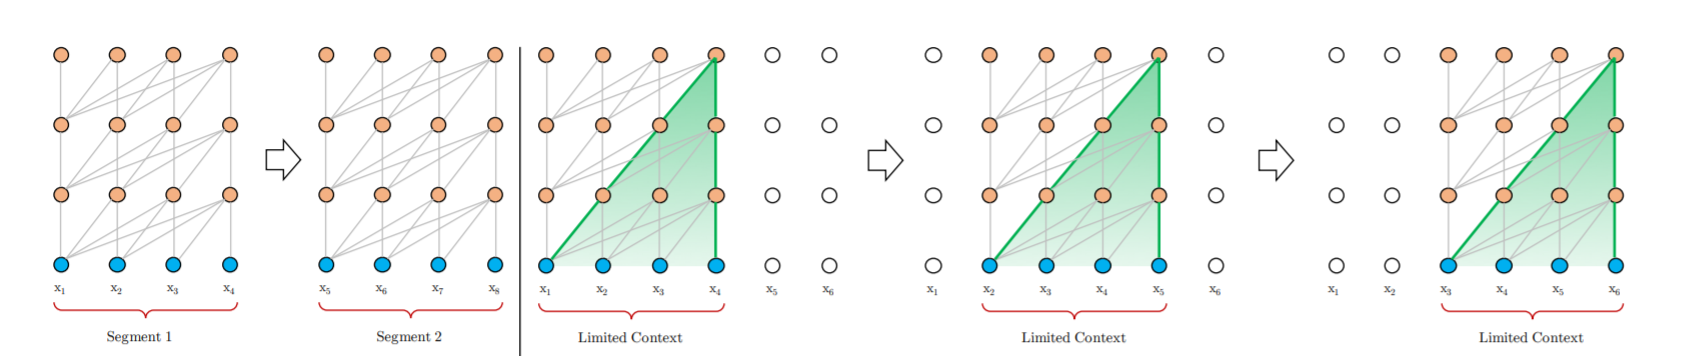 x₁ x₂ x₃ x₄
Segment 1
x₅ x₆ x₇ x₈
Segment 2
x₁ x₂ x₃ x₄ x₅ x₆
Limited Context
x₁ x₂ x₃ x₄ x₅ x₆
Limited Context
x₁ x₂ x₃ x₄ x₅ x₆
Limited Context